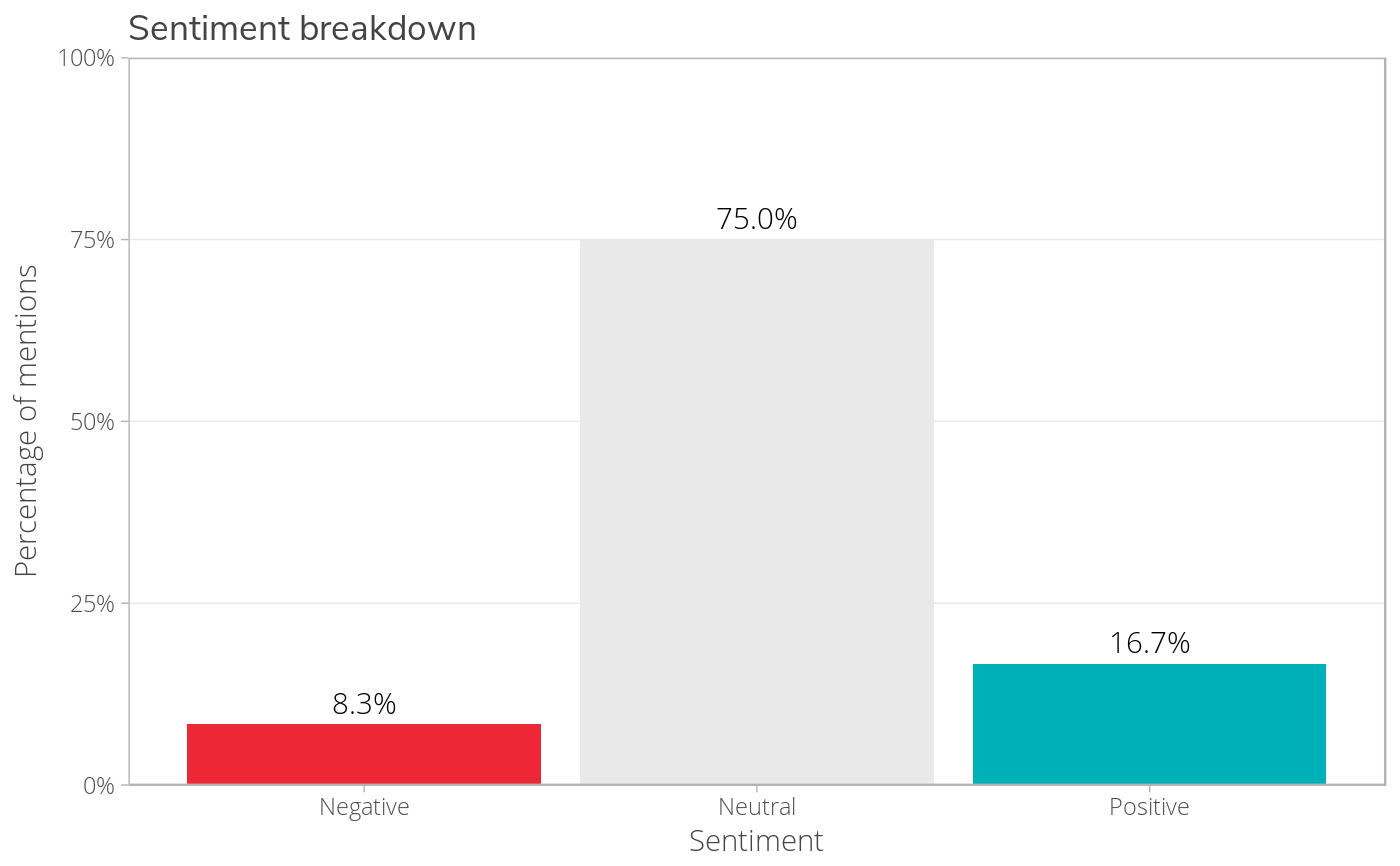 Sentiment breakdown
100%
75%
50%
25%
0%
Percentage of mentions
8.3%
75.0%
16.7%
Negative
Neutral
Positive
Sentiment